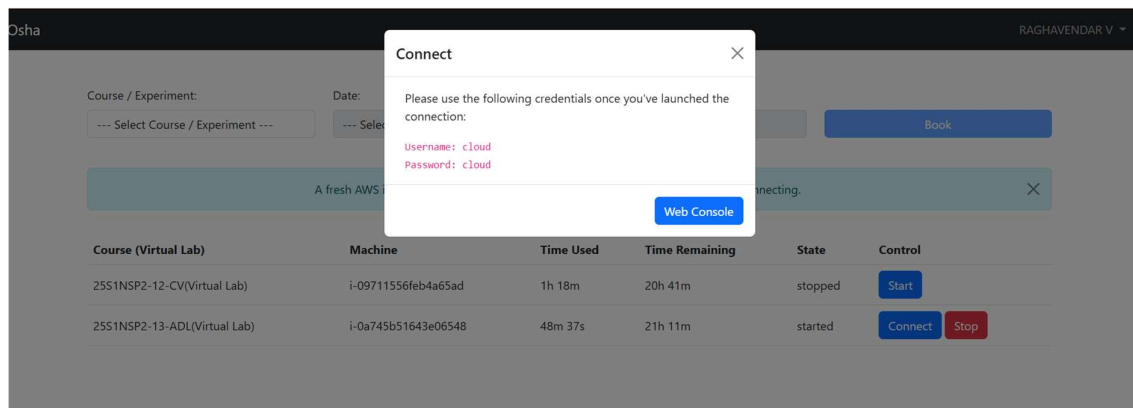 Osha
RAGHAVENDAR V
Connect
Please use the following credentials once you've launched the
connection:
Username: cloud
Password: cloud
Web Console
Course / Experiment:
Date:
--- Select Course / Experiment ---
--- Selec
Book
A fresh AWS i
nnecting.
Course (Virtual Lab) Machine Time Used Time Remaining State Control
25S1NSP2-12-CV(Virtual Lab) i-09711556feb4a65ad 1h 18m 20h 41m stopped Start
25S1NSP2-13-ADL(Virtual Lab) i-0a745b51643e06548 48m 37s 21h 11m started Connect Stop